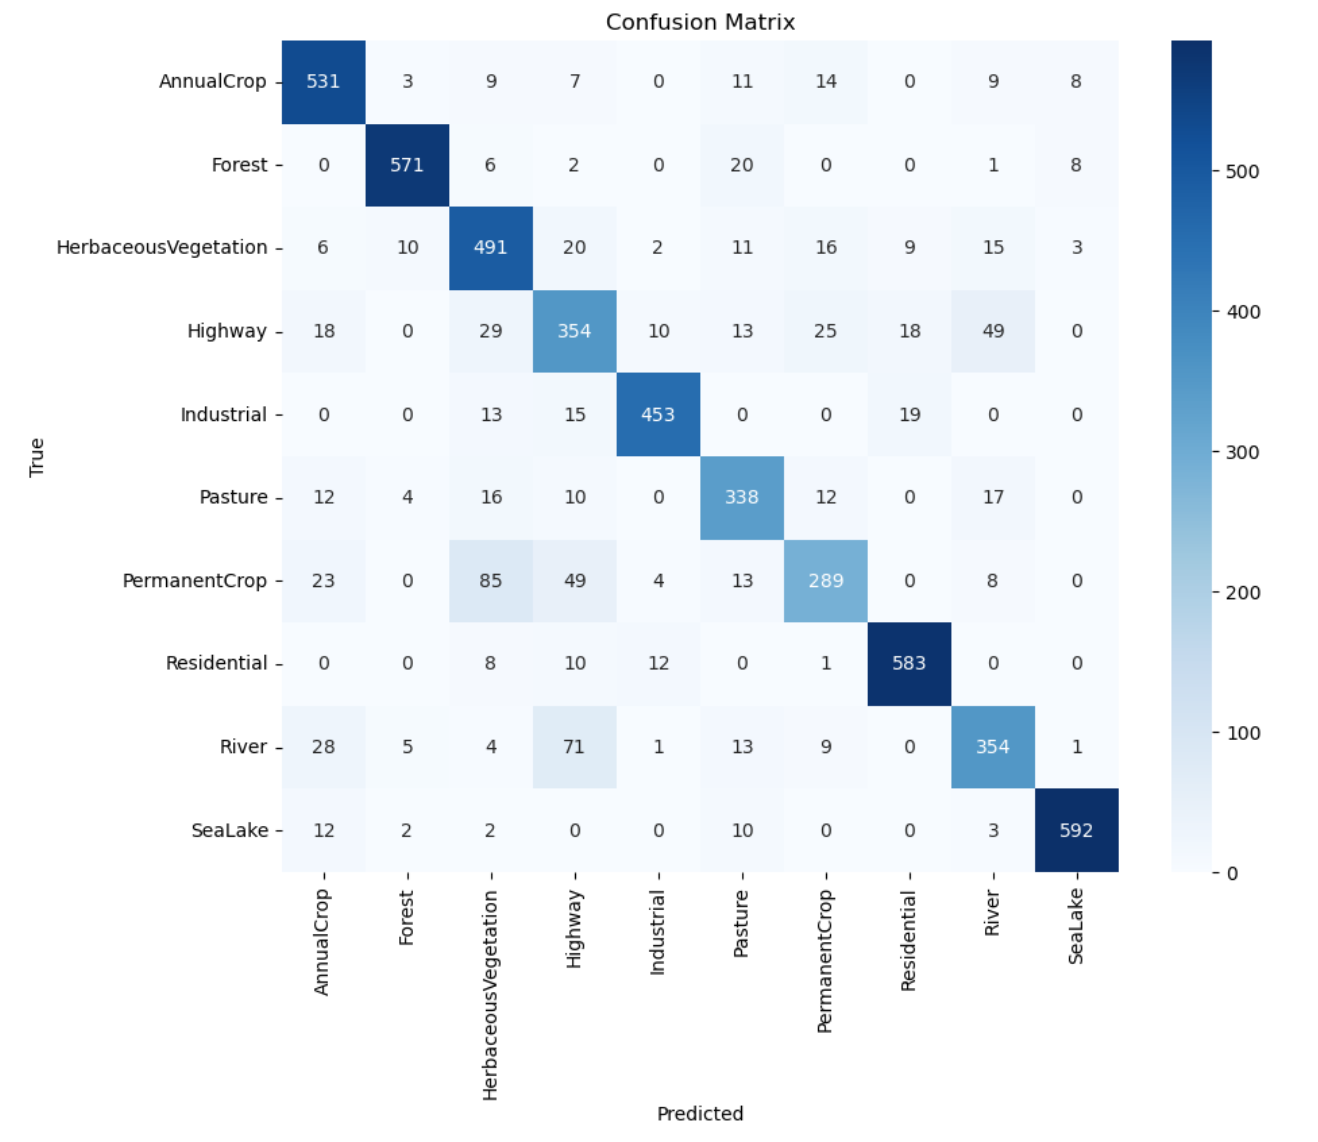 Confusion Matrix
AnnualCrop 531 3 9 7 0 11 14 0 9 8
Forest 0 571 6 2 0 20 0 0 1 8
500
HerbaceousVegetation 6 10 491 20 2 11 16 9 15 3
400
Highway 18 0 29 354 10 13 25 18 49 0
Industrial 0 0 13 15 453 0 0 19 0 0
True
300
Pasture 12 4 16 10 0 338 12 0 17 0
PermanentCrop 23 0 85 49 4 13 289 0 8 0
200
Residential 0 0 8 10 12 0 1 583 0 0
100
River 28 5 4 71 1 13 9 0 354 1
SeaLake 12 2 2 0 0 10 0 0 3 592
0
AnnualCrop
Forest
HerbaceousVegetation
Highway
Industrial
Pasture
PermanentCrop
Residential
River
SeaLake
Predicted